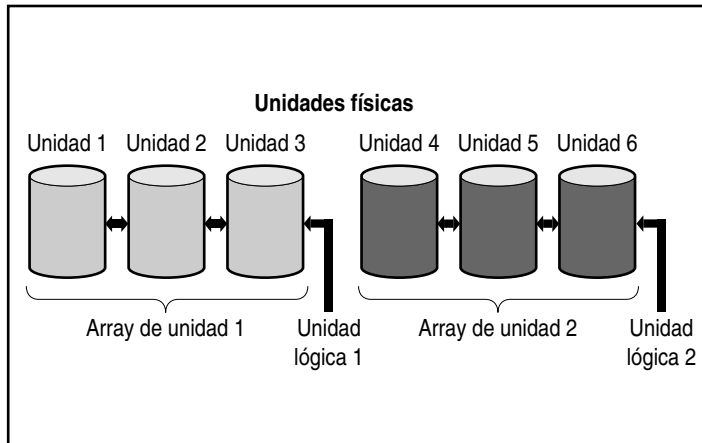 Unidades físicas
Unidad 1 Unidad 2 Unidad 3 Unidad 4 Unidad 5 Unidad 6
Array de unidad 1
Unidad
lógica 1
Array de unidad 2
Unidad
lógica 2